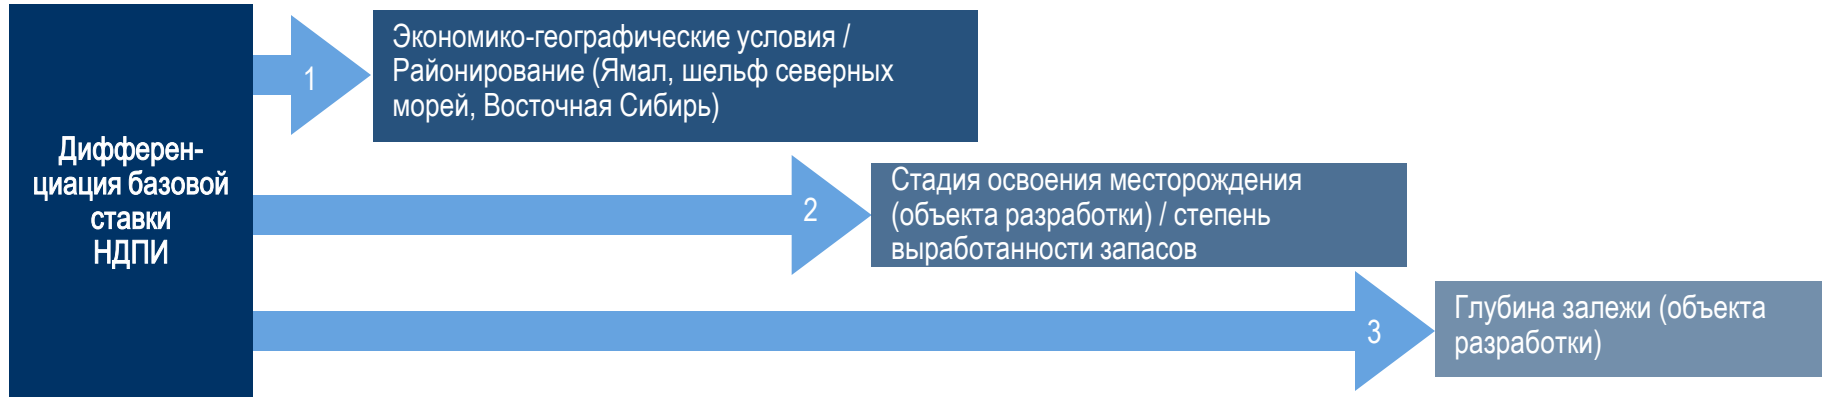 Дифферен-
циация базовой
ставки
НДПИ
1
Экономико-географические условия /
Районирование (Ямал, шельф северных
морей, Восточная Сибирь)
2
Стадия освоения месторождения
(объекта разработки) / степень
выработанности запасов
3
Глубина залежи (объекта
разработки)